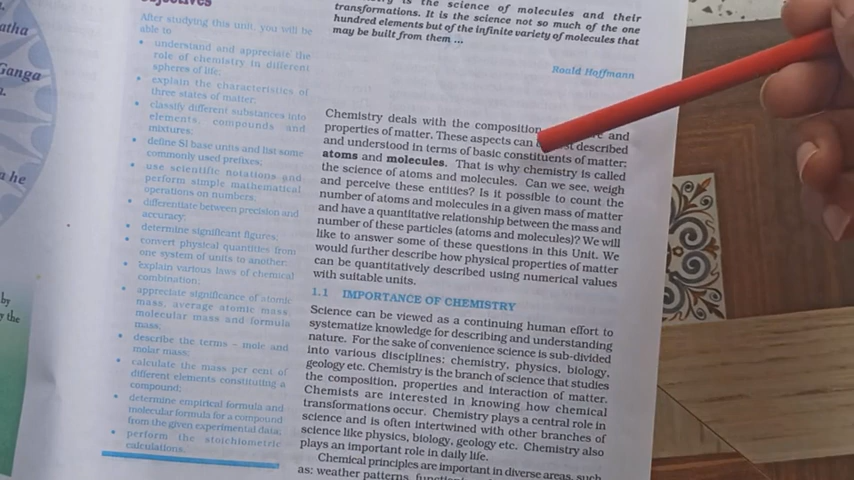 atha
Ganga
n.
a he
by
y the
After studying this unit, you will be
able to
• understand and appreciate the
role of chemistry in different
spheres of life;
• explain the characteristics of
three states of matter;
• classify different substances into
elements, compounds and
mixtures;
• define SI base units and list some
commonly used prefixes;
• use scientific notations and
perform simple mathematical
operations on numbers;
• differentiate between precision and
accuracy;
• determine significant figures;
• convert physical quantities from
one system of units to another;
• explain various laws of chemical
combination;
• appreciate significance of atomic
mass, average atomic mass,
molecular mass and formula
mass;
• describe the terms – mole and
molar mass;
• calculate the mass per cent of
different elements constituting a
compound;
• determine empirical formula and
molecular formula for a compound
from the given experimental data;
• perform the stoichiometric
calculations.
is the science of molecules and their
transformations. It is the science not so much of the one
hundred elements but of the infinite variety of molecules that
may be built from them ...
Roald Hoffmann
Chemistry deals with the composition, and
properties of matter. These aspects can described
and understood in terms of basic constituents of matter:
atoms and molecules. That is why chemistry is called
the science of atoms and molecules. Can we see, weigh
and perceive these entities? Is it possible to count the
number of atoms and molecules in a given mass of matter
and have a quantitative relationship between the mass and
number of these particles (atoms and molecules)? We will
like to answer some of these questions in this Unit. We
would further describe how physical properties of matter
can be quantitatively described using numerical values
with suitable units.
1.1 IMPORTANCE OF CHEMISTRY
Science can be viewed as a continuing human effort to
systematize knowledge for describing and understanding
nature. For the sake of convenience science is sub-divided
into various disciplines: chemistry, physics, biology,
geology etc. Chemistry is the branch of science that studies
the composition, properties and interaction of matter.
Chemists are interested in knowing how chemical
transformations occur. Chemistry plays a central role in
science and is often intertwined with other branches of
science like physics, biology, geology etc. Chemistry also
plays an important role in daily life.
Chemical principles are important in diverse areas, such
as: weather patterns,